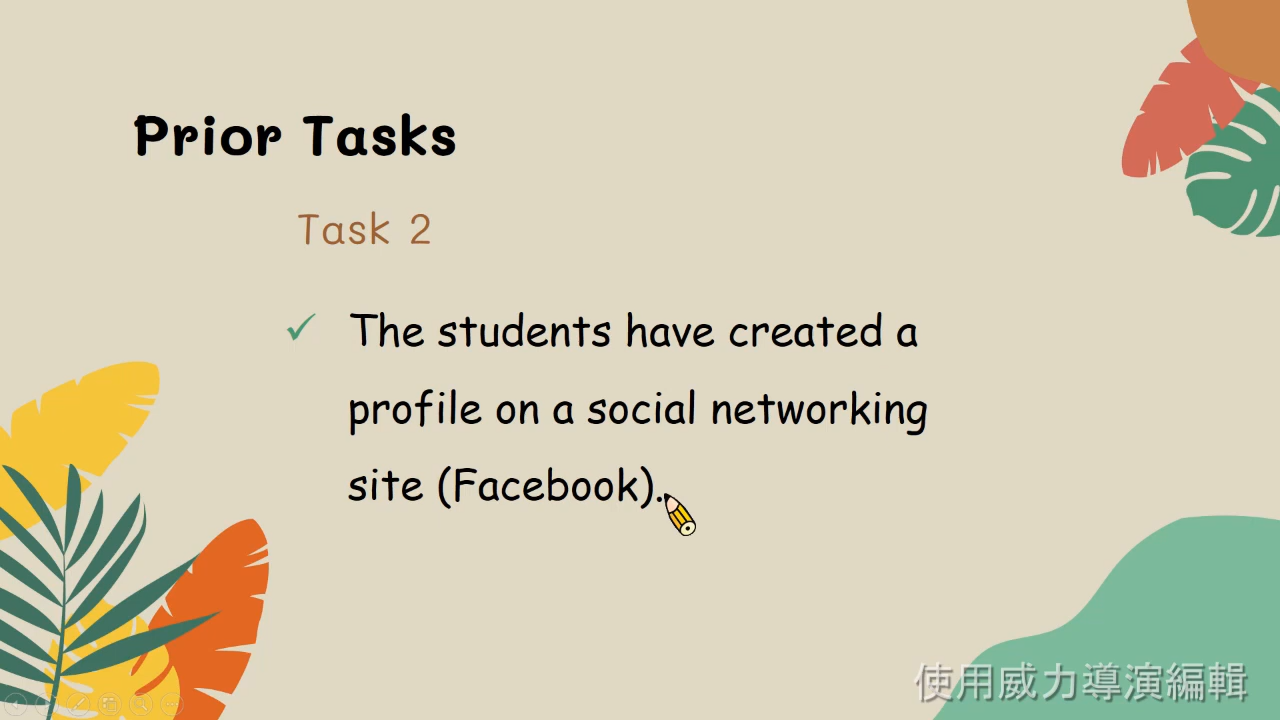 Prior Tasks
Task 2
✓ The students have created a
profile on a social networking
site (Facebook).
使用威力導演編輯